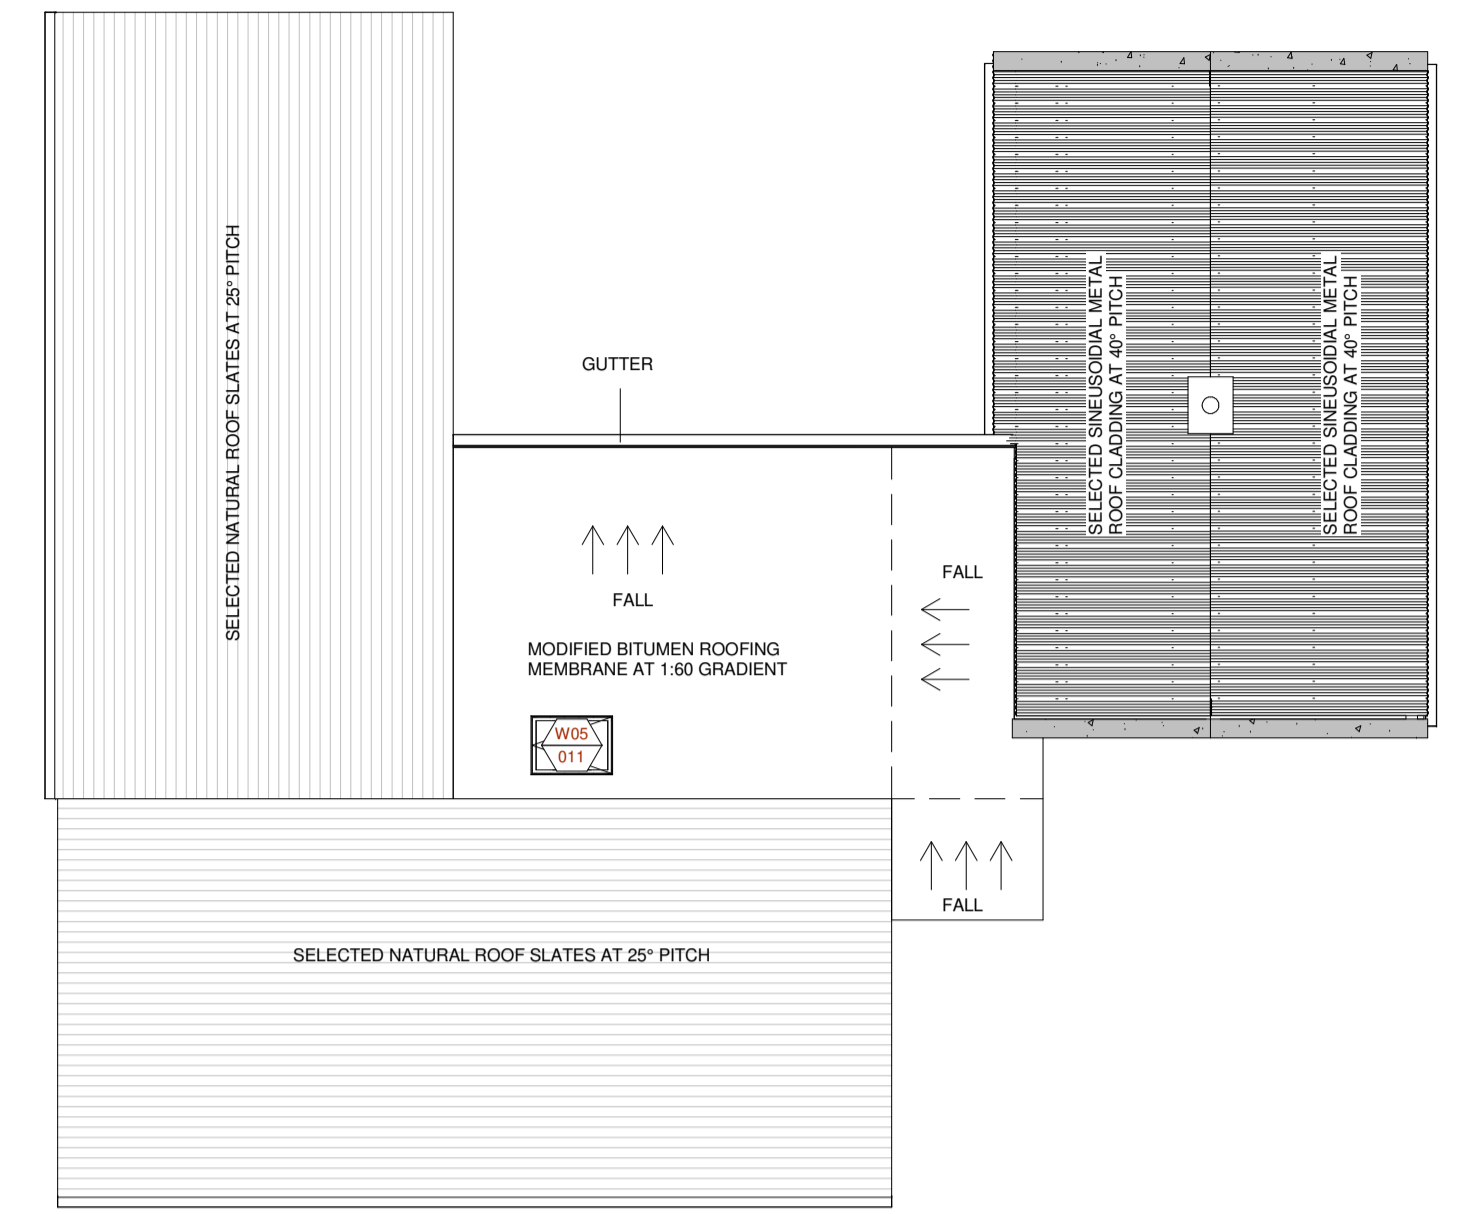 SELECTED NATURAL ROOF SLATES AT 25° PITCH
GUTTER
SELECTED SINEUSOIDIAL METAL
ROOF CLADDING AT 40° PITCH
SELECTED SINEUSOIDIAL METAL
ROOF CLADDING AT 40° PITCH
FALL
FALL
MODIFIED BITUMEN ROOFING
MEMBRANE AT 1:60 GRADIENT
W05
011
FALL
SELECTED NATURAL ROOF SLATES AT 25° PITCH